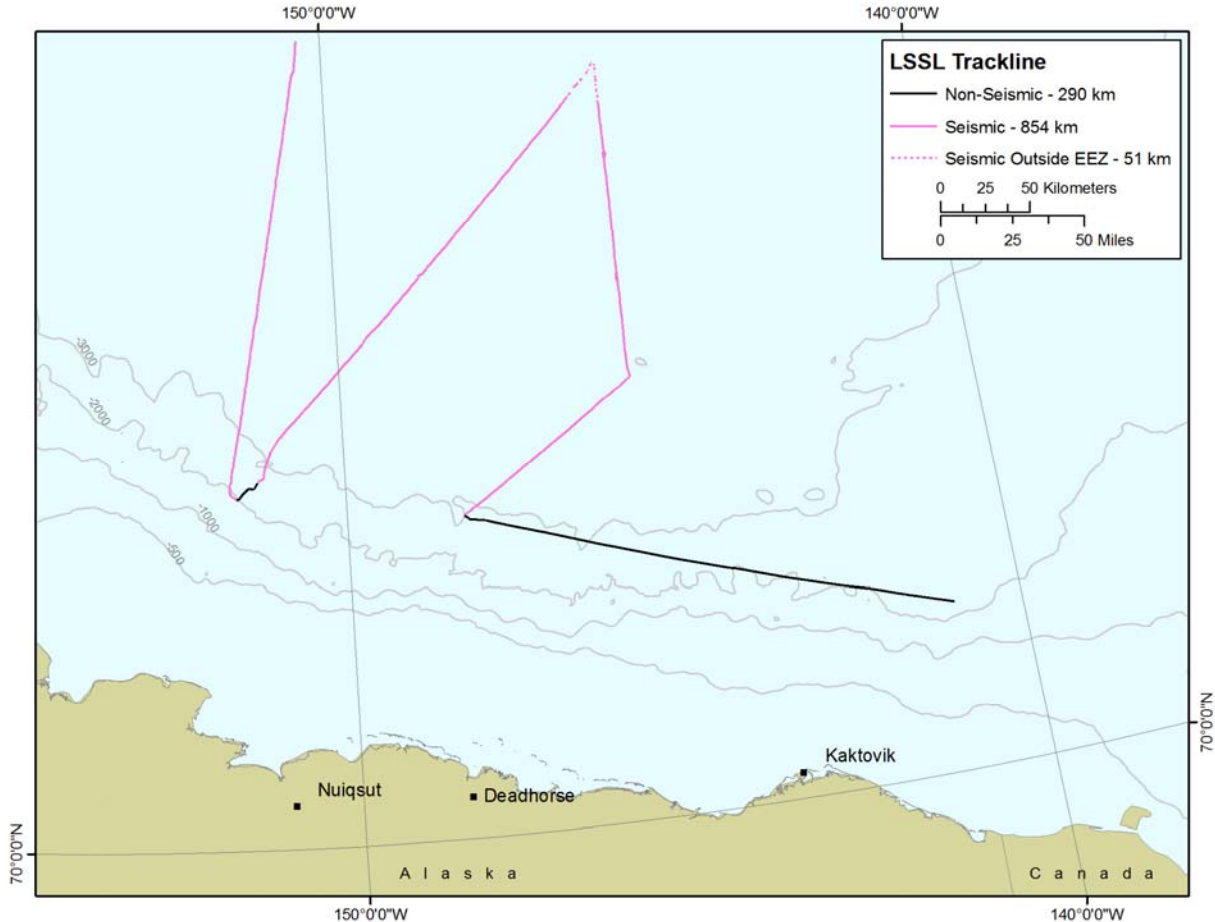 150°0'0"W
140°0'0"W
LSSL Trackline
Non-Seismic - 290 km
Seismic - 854 km
Seismic Outside EEZ - 51 km
0 25 50 Kilometers
0 25 50 Miles
-3000
-2000
-1000
-500
70°0'0"N
Kaktovik
Nuiqsut
Deadhorse
70°0'0"N
Alaska
Canada
150°0'0"W
140°0'0"W